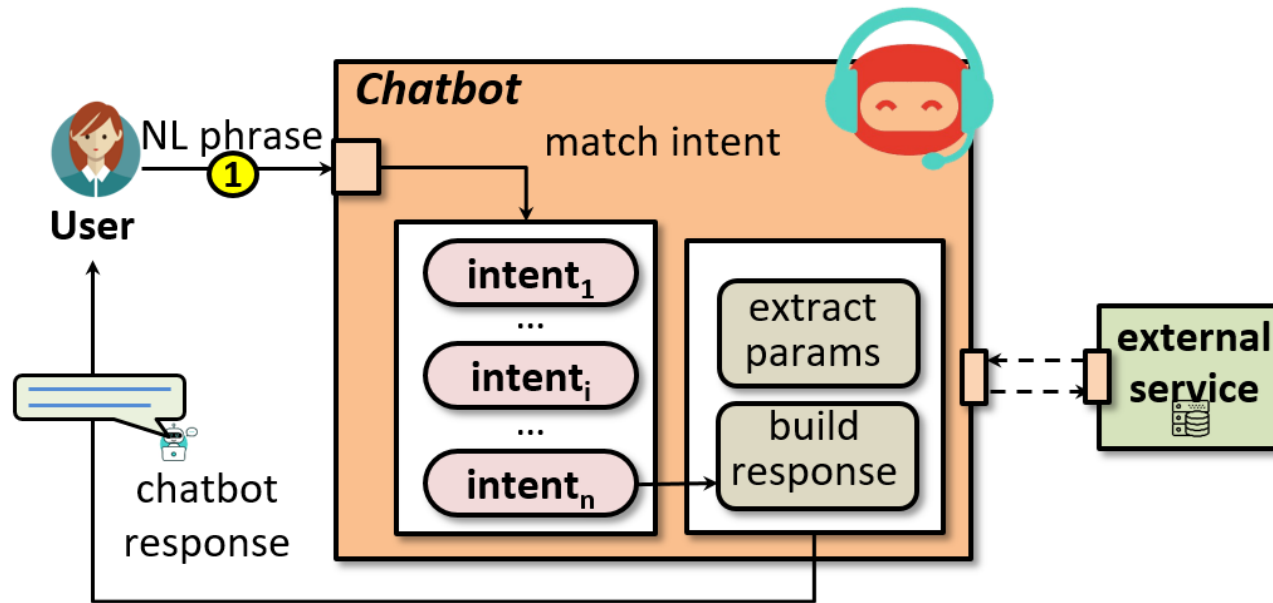 Chatbot
NL phrase
match intent
1
User
intent₁
...
intentᵢ
...
intentₙ
extract
params
build
response
external
service
chatbot
response